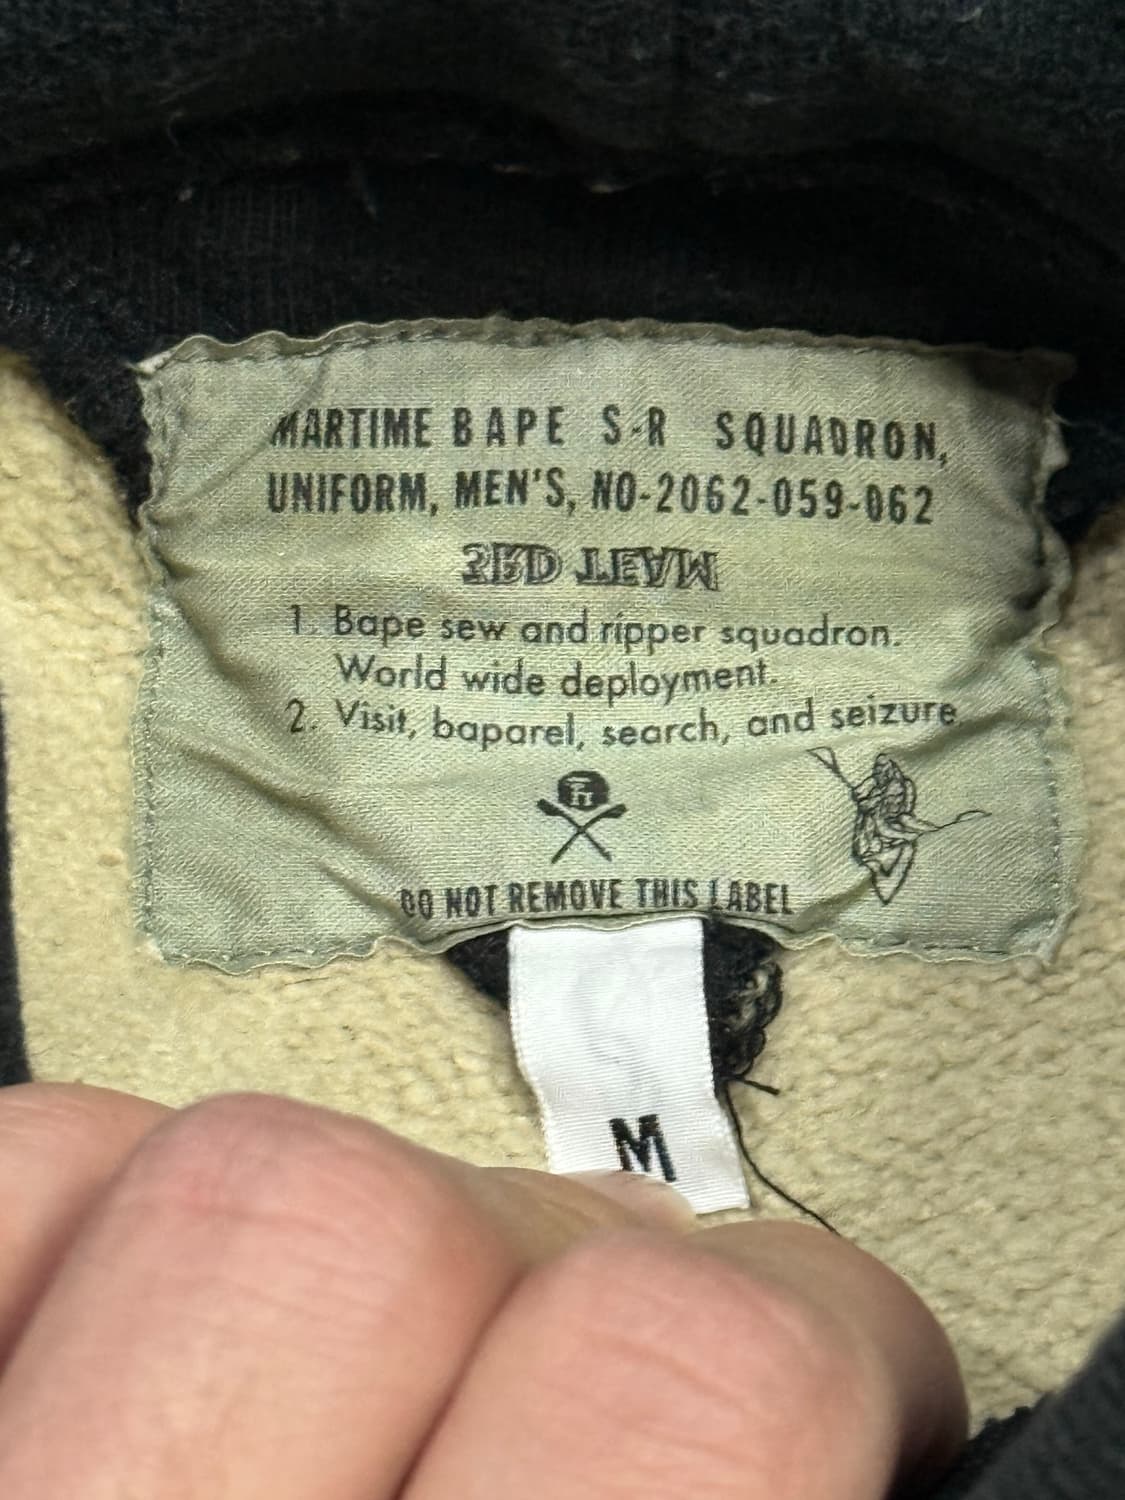 MARTIME BAPE S-R SQUADRON,
UNIFORM, MEN'S, NO-2062-059-062
3RD TEAM
1. Bape sew and ripper squadron.
World wide deployment.
2. Visit, baparel, search, and seizure
DO NOT REMOVE THIS LABEL
M